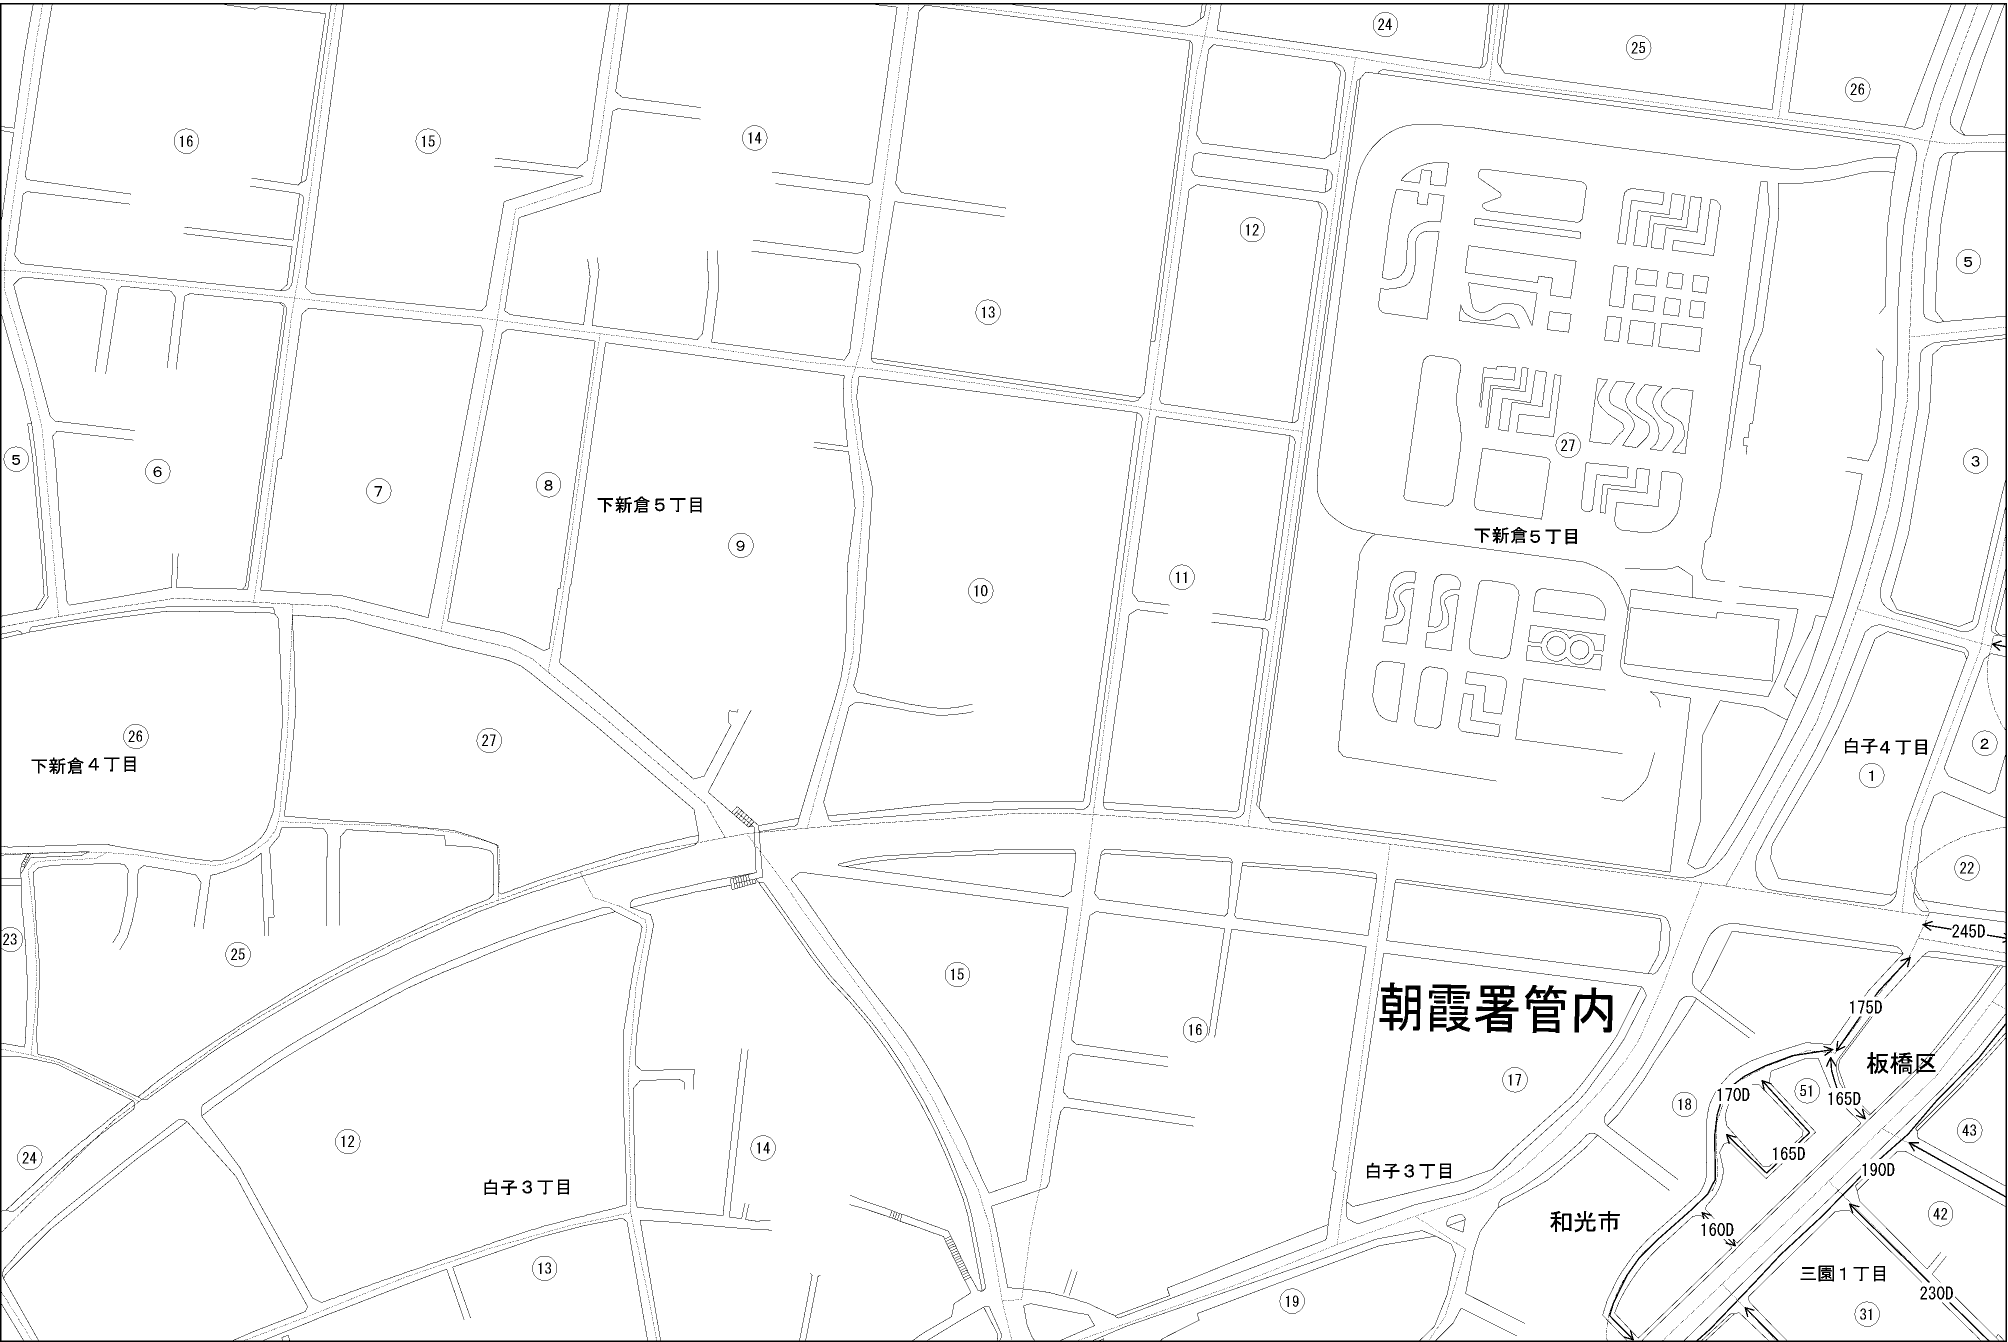 24
25
26
16
15
14
12
5
13
5
6
7
8
下新倉５丁目
9
27
3
下新倉５丁目
10
11
26
下新倉４丁目
27
白子４丁目
1
2
22
245D
23
25
15
16
朝霞署管内
175D
板橋区
17
18
170D
51
165D
43
24
12
白子３丁目
14
白子３丁目
165D
190D
和光市
160D
42
13
19
三園１丁目
230D
31